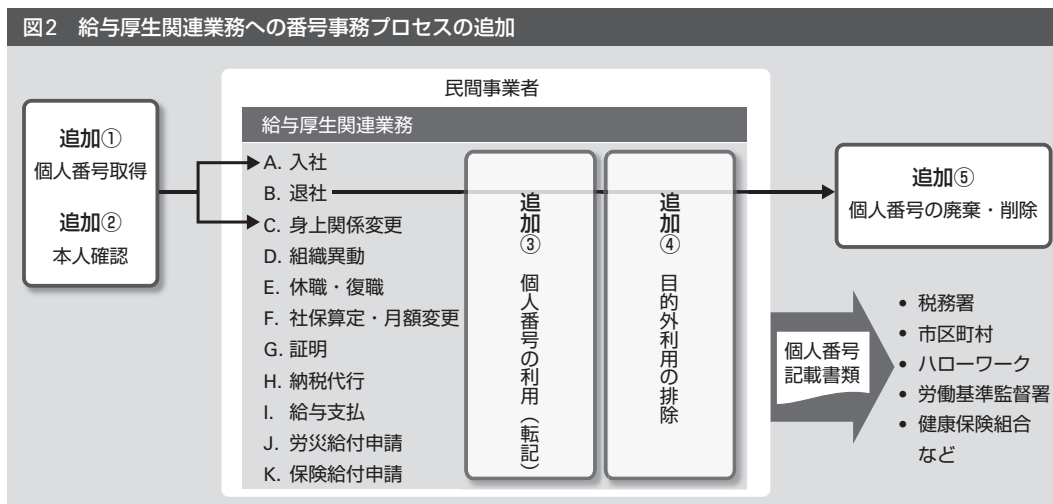 図2 給与厚生関連業務への番号事務プロセスの追加
民間事業者
追加①
個人番号取得
追加②
本人確認
給与厚生関連業務
A. 入社
B. 退社
C. 身上関係変更
D. 組織異動
E. 休職・復職
F. 社保算定・月額変更
G. 証明
H. 納税代行
I. 給与支払
J. 労災給付申請
K. 保険給付申請
追加③ 個人番号の利用（転記）
追加④ 目的外利用の排除
追加⑤
個人番号の廃棄・削除
個人番号
記載書類
• 税務署
• 市区町村
• ハローワーク
• 労働基準監督署
• 健康保険組合
など